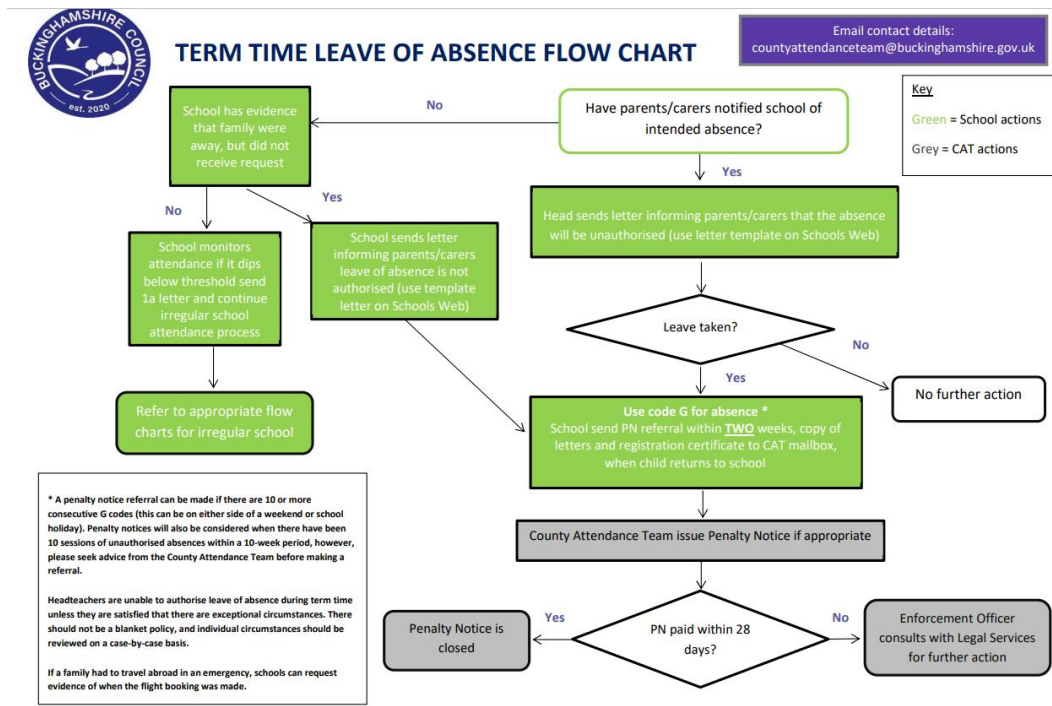 BUCKINGHAMSHIRE COUNCIL
est. 2020
TERM TIME LEAVE OF ABSENCE FLOW CHART
Email contact details:
countyattendanceteam@buckinghamshire.gov.uk
Key
Green = School actions
Grey = CAT actions
Have parents/carers notified school of
intended absence?
No
School has evidence
that family were
away, but did not
receive request
Yes
Head sends letter informing parents/carers that the absence
will be unauthorised (use letter template on Schools Web)
No
Yes
School monitors
attendance if it dips
below threshold send
1a letter and continue
irregular school
attendance process
School sends letter
informing parents/carers
leave of absence is not
authorised (use template
letter on Schools Web)
Refer to appropriate flow
charts for irregular school
Leave taken?
No
No further action
Yes
Use code G for absence *
School send PN referral within TWO weeks, copy of
letters and registration certificate to CAT mailbox,
when child returns to school
County Attendance Team issue Penalty Notice if appropriate
PN paid within 28
days?
Yes
Penalty Notice is
closed
No
Enforcement Officer
consults with Legal Services
for further action
* A penalty notice referral can be made if there are 10 or more
consecutive G codes (this can be on either side of a weekend or school
holiday). Penalty notices will also be considered when there have been
10 sessions of unauthorised absences within a 10-week period, however,
please seek advice from the County Attendance Team before making a
referral.
Headteachers are unable to authorise leave of absence during term time
unless they are satisfied that there are exceptional circumstances. There
should not be a blanket policy, and individual circumstances should be
reviewed on a case-by-case basis.
If a family had to travel abroad in an emergency, schools can request
evidence of when the flight booking was made.